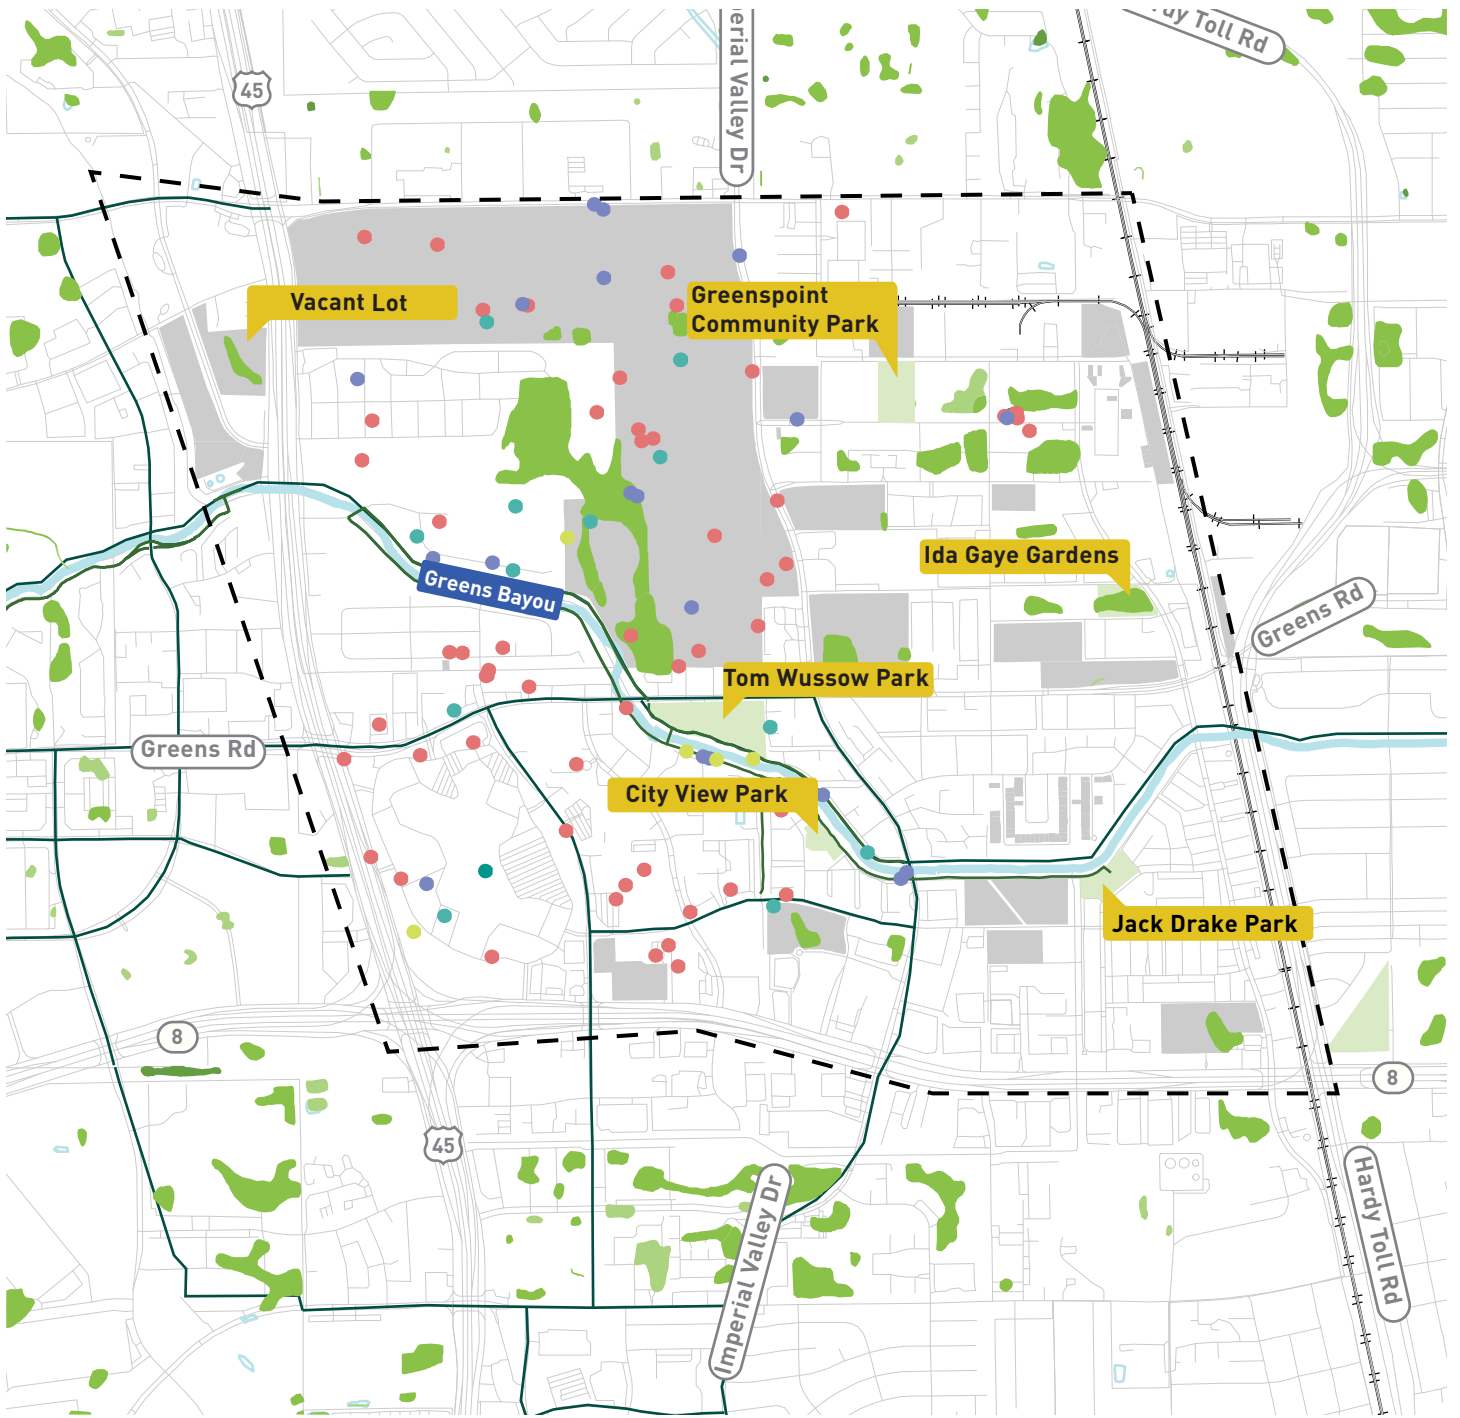 45
erial Valley Dr
dy Toll Rd
Vacant Lot
Greenspoint
Community Park
Ida Gaye Gardens
Greens Bayou
Greens Rd
Tom Wussow Park
Greens Rd
City View Park
Jack Drake Park
8
8
45
Imperial Valley Dr
Hardy Toll Rd